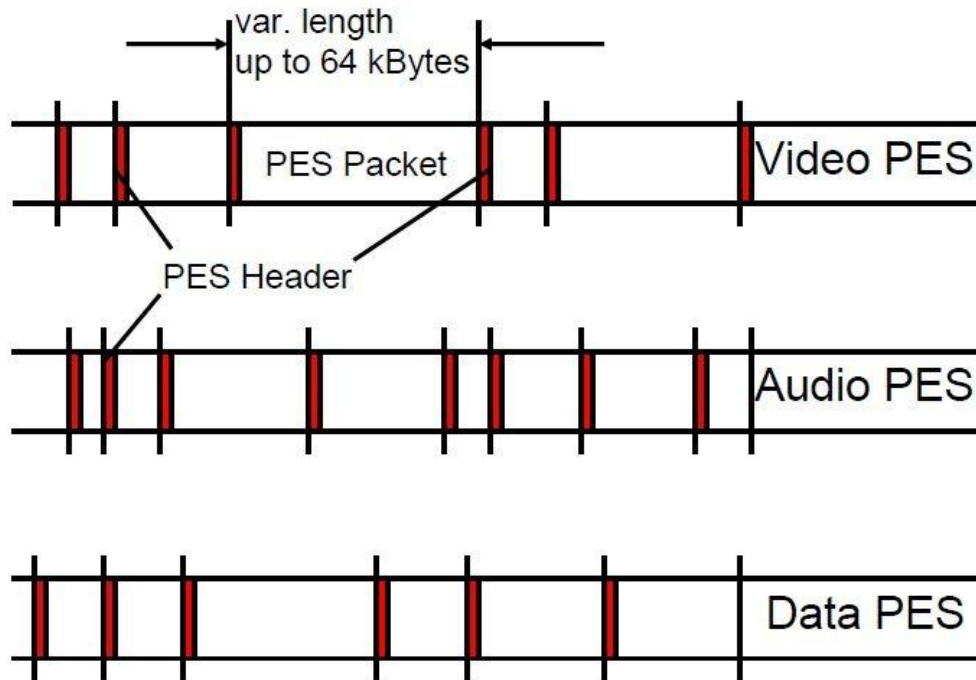 var. length
up to 64 kBytes
PES Packet
Video PES
PES Header
Audio PES
Data PES